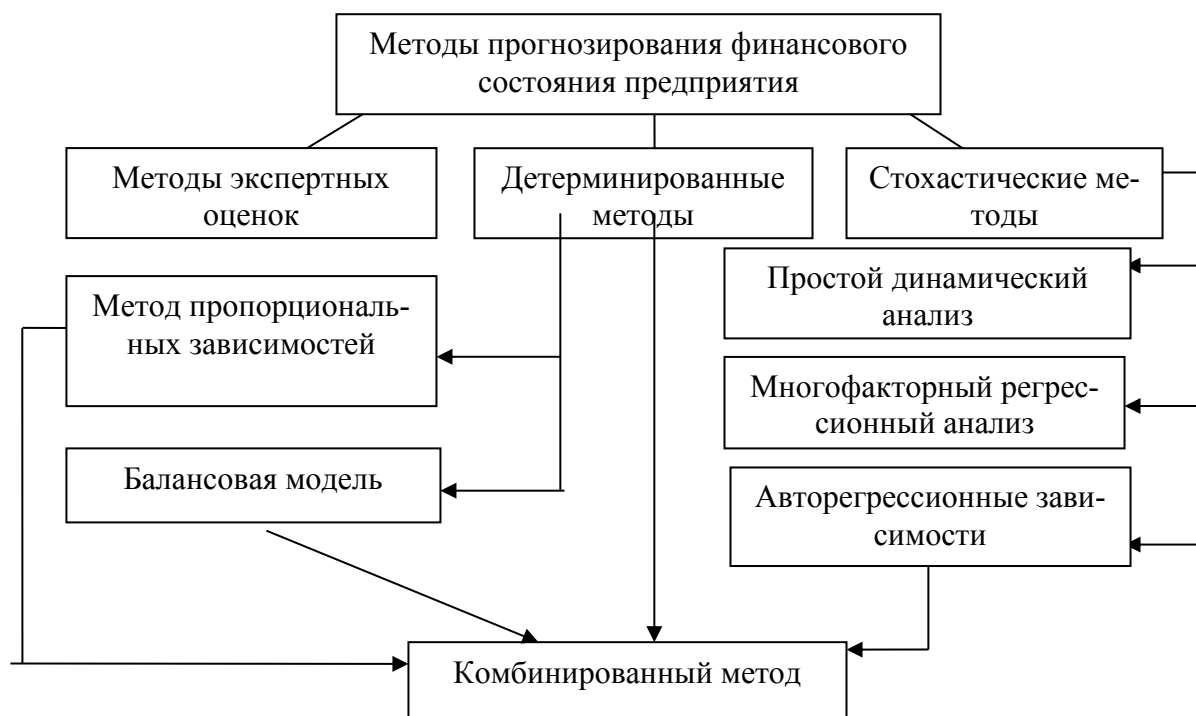 Методы прогнозирования финансового
состояния предприятия
Методы экспертных
оценок
Детерминированные
методы
Стохастические ме-
тоды
Простой динамический
анализ
Метод пропорциональ-
ных зависимостей
Многофакторный регрес-
сионный анализ
Балансовая модель
Авторегрессионные зави-
симости
Комбинированный метод